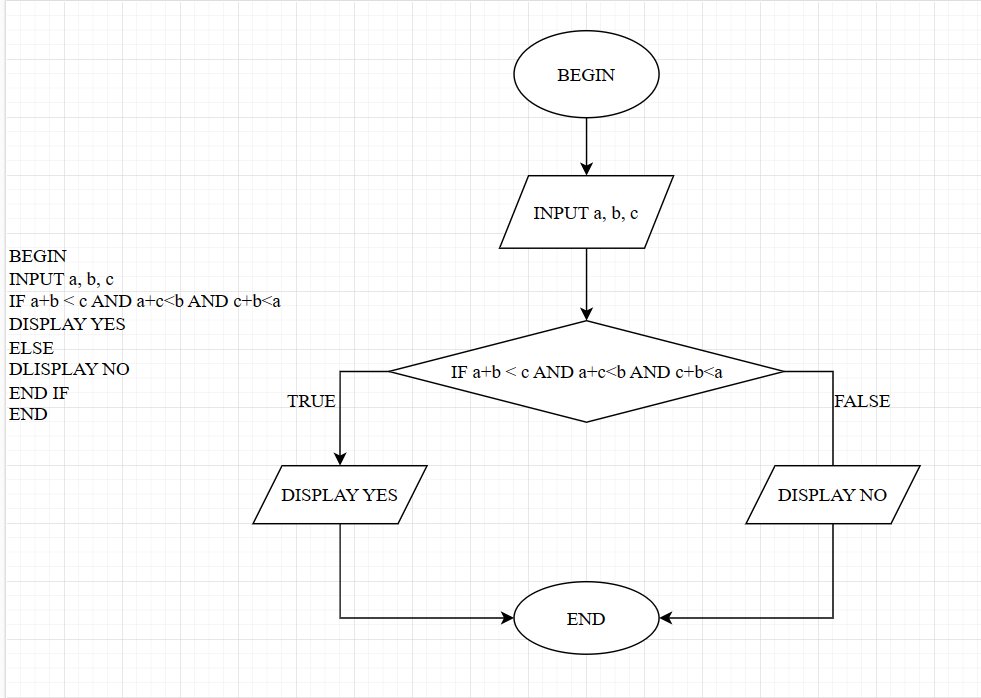 BEGIN
INPUT a, b, c
IF a+b < c AND a+c<b AND c+b<a
DISPLAY YES
ELSE
DLISPLAY NO
END IF
END
BEGIN
INPUT a, b, c
IF a+b < c AND a+c<b AND c+b<a
TRUE
FALSE
DISPLAY YES
DISPLAY NO
END